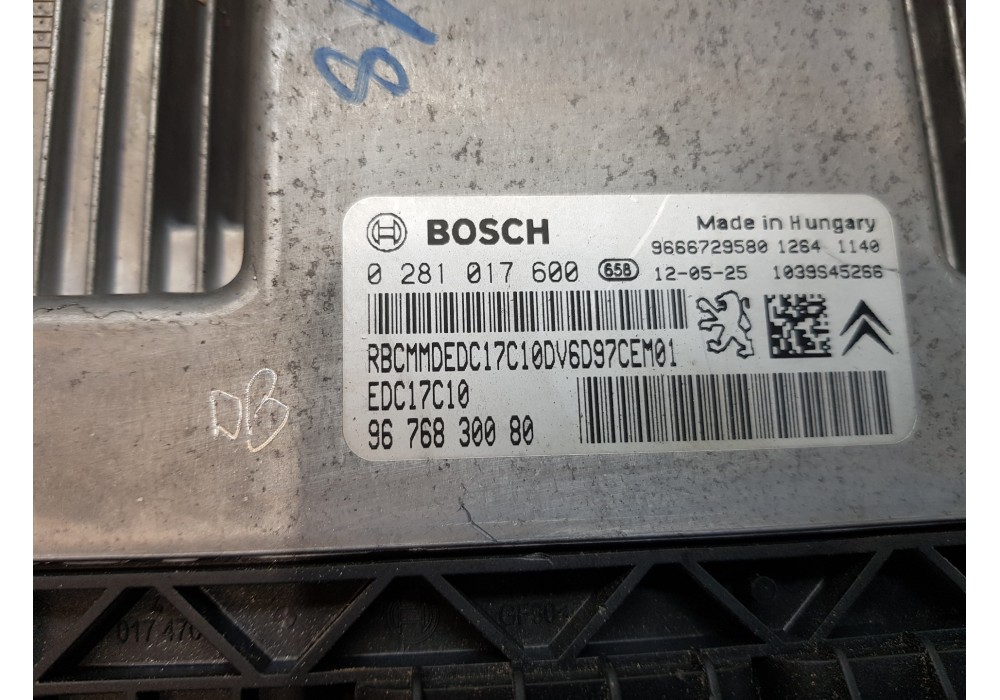 81
BOSCH Made in Hungary
9666729580 1264 1140
0 281 017 600 658 12-05-25 1039S45266
RBCMMDEDC17C10DV6D97CEM01
EDC17C10
96 768 300 80
DB